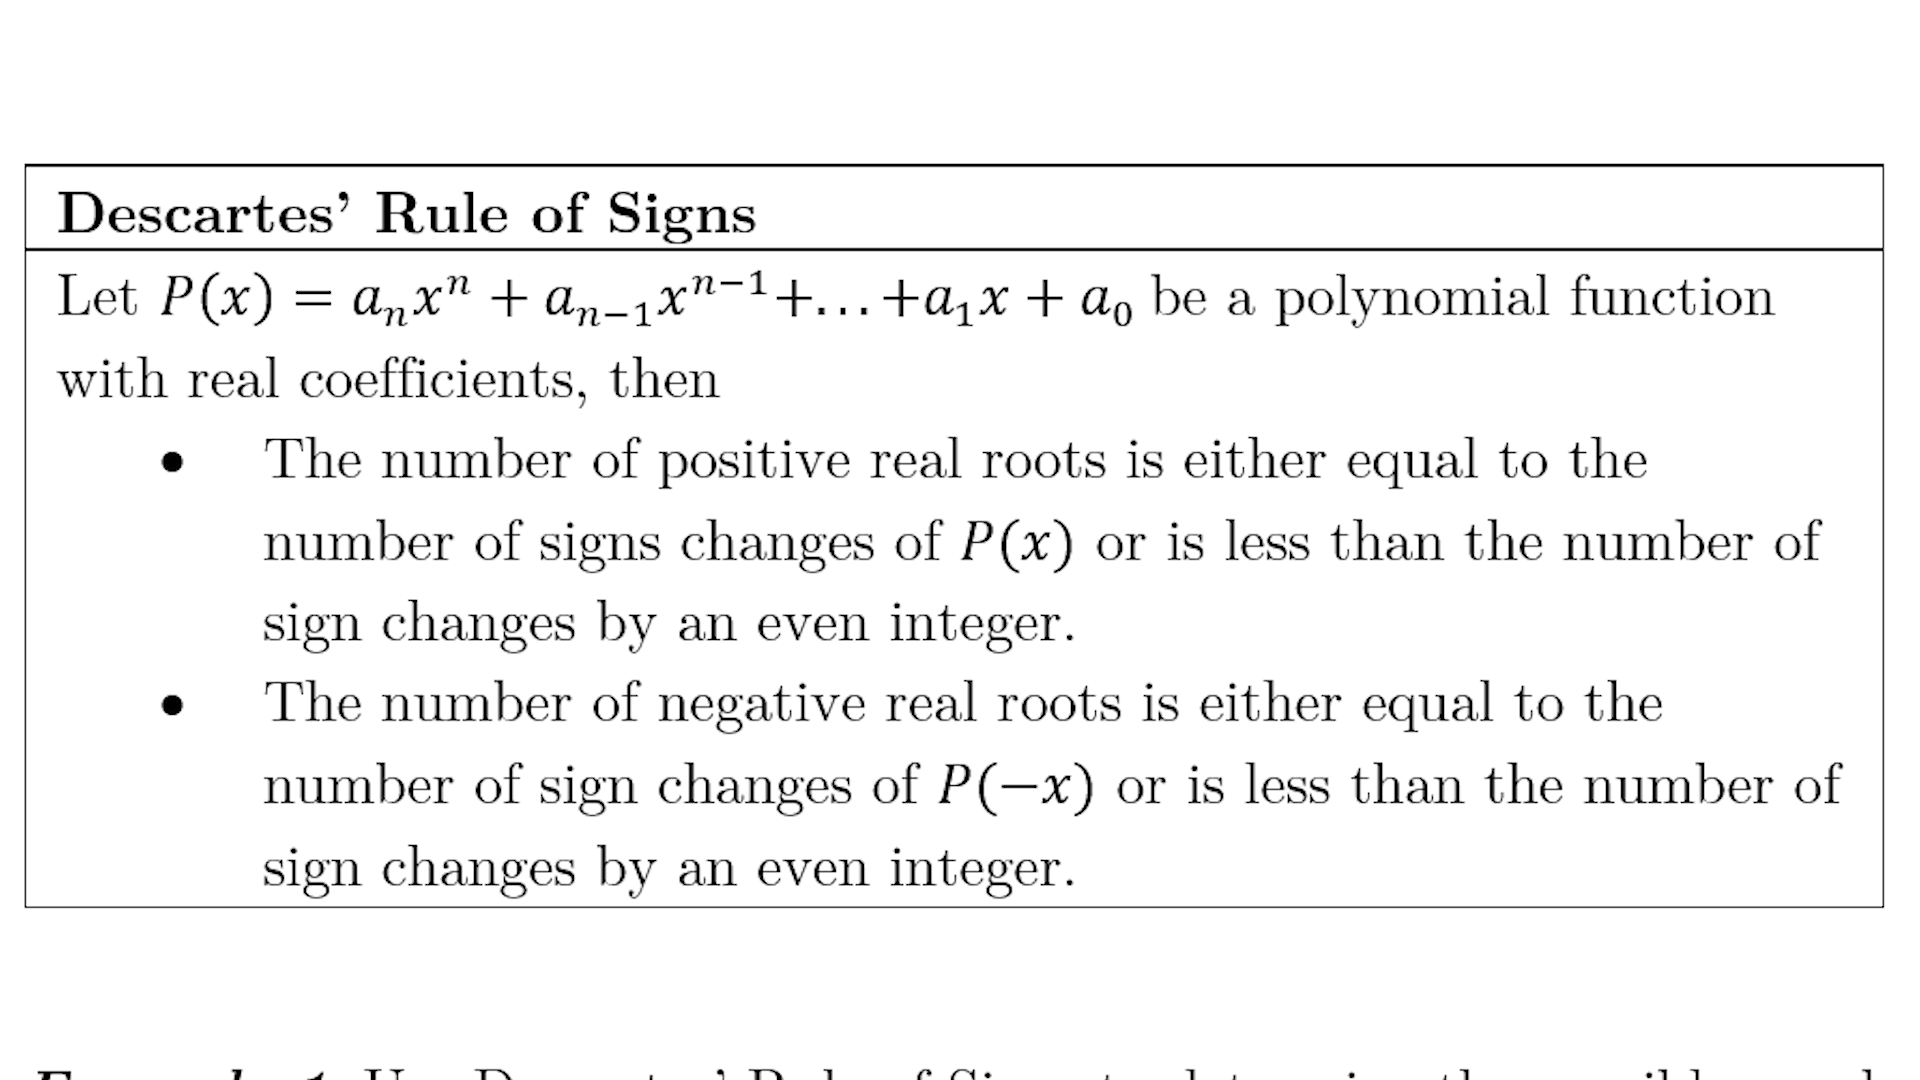 Descartes’ Rule of Signs
Let P(x) = aₙxⁿ + aₙ₋₁xⁿ⁻¹+...+a₁x + a₀ be a polynomial function
with real coefficients, then
• The number of positive real roots is either equal to the
number of signs changes of P(x) or is less than the number of
sign changes by an even integer.
• The number of negative real roots is either equal to the
number of sign changes of P(−x) or is less than the number of
sign changes by an even integer.